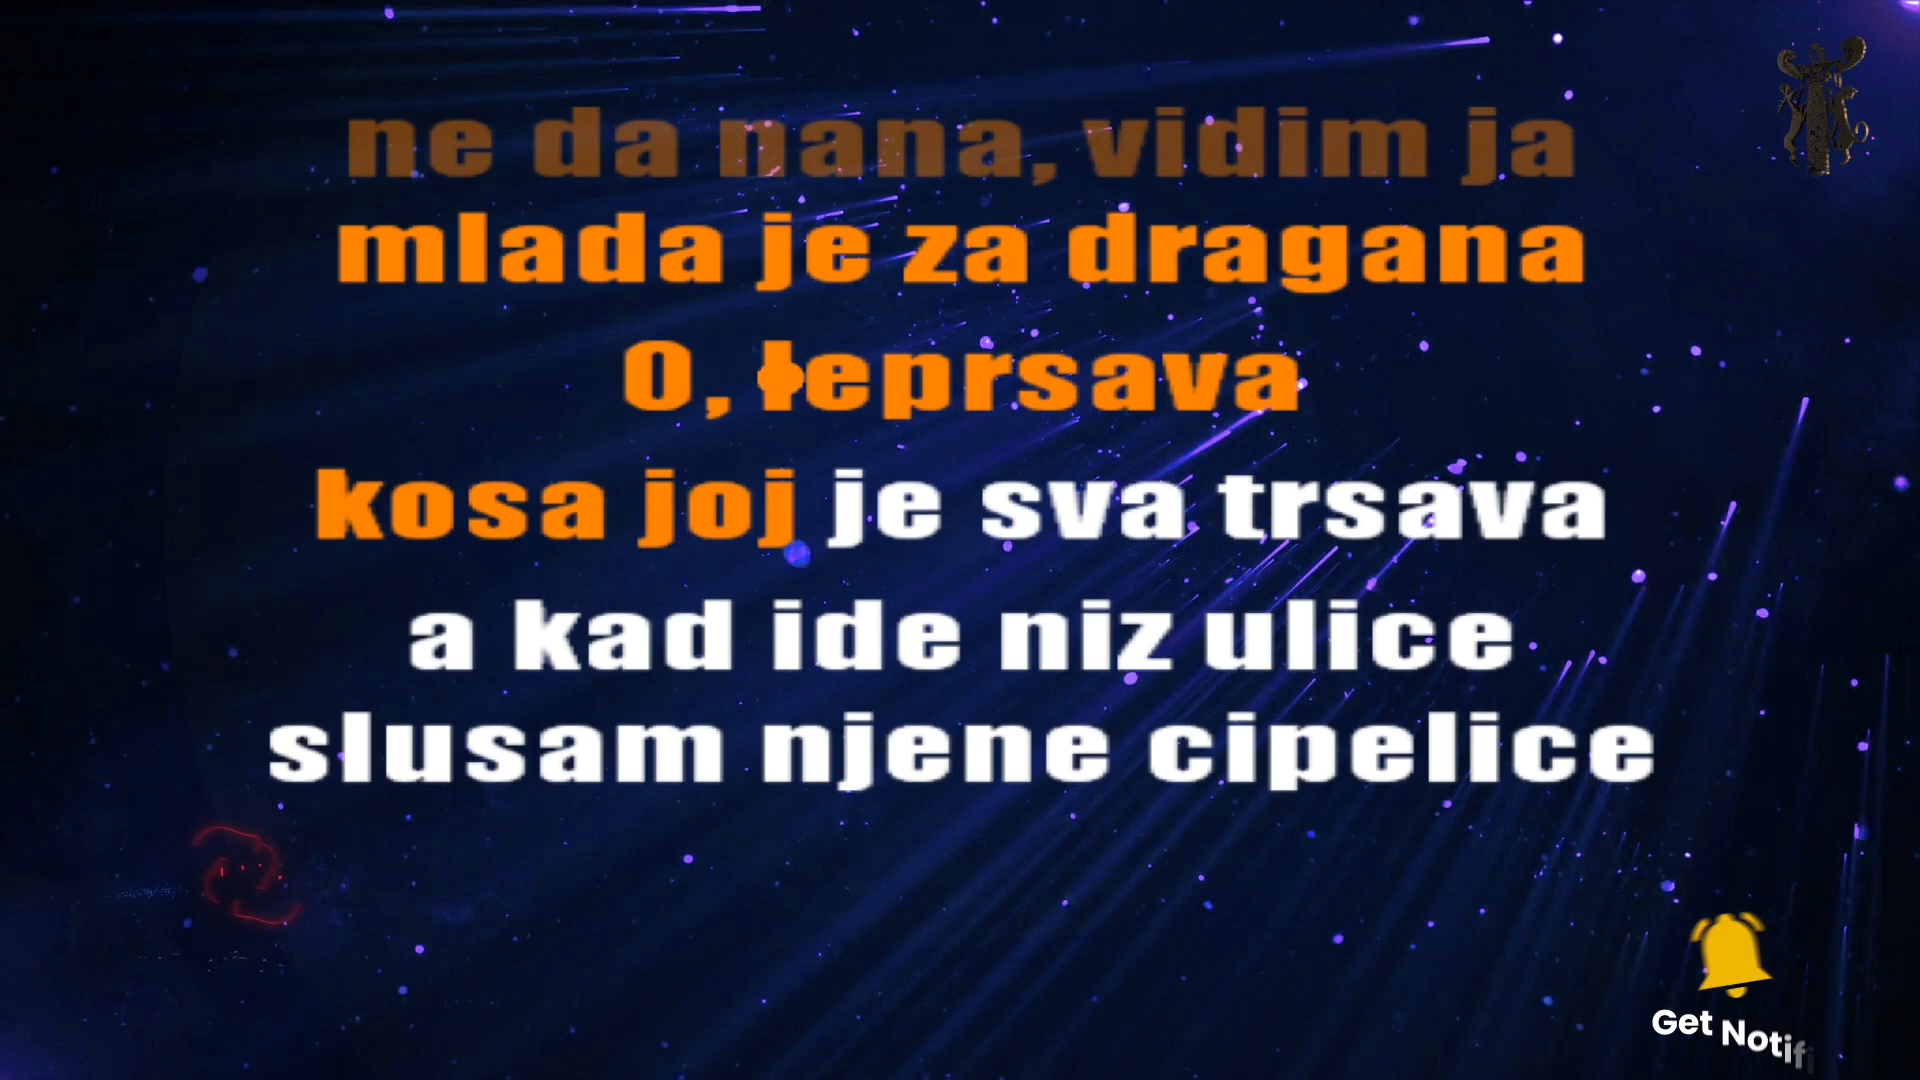 ne da nana, vidim ja
mlada je za dragana
O, leprsava
kosa joj je sva trsava
a kad ide niz ulice
slusam njene cipelice
Get Notifi